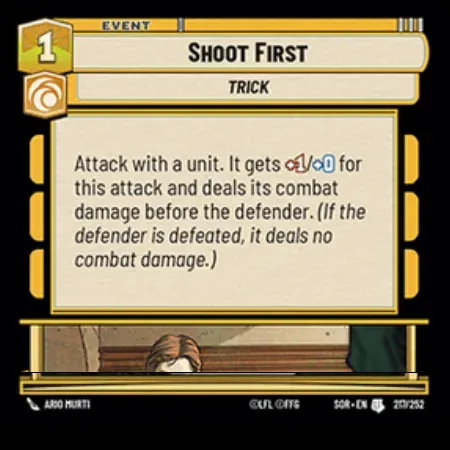 EVENT
1
SHOOT FIRST
TRICK
Attack with a unit. It gets +1/+0 for
this attack and deals its combat
damage before the defender. (If the
defender is defeated, it deals no
combat damage.)
ARIO MURTI
©LFL ©FFG
SOR • EN
217/252